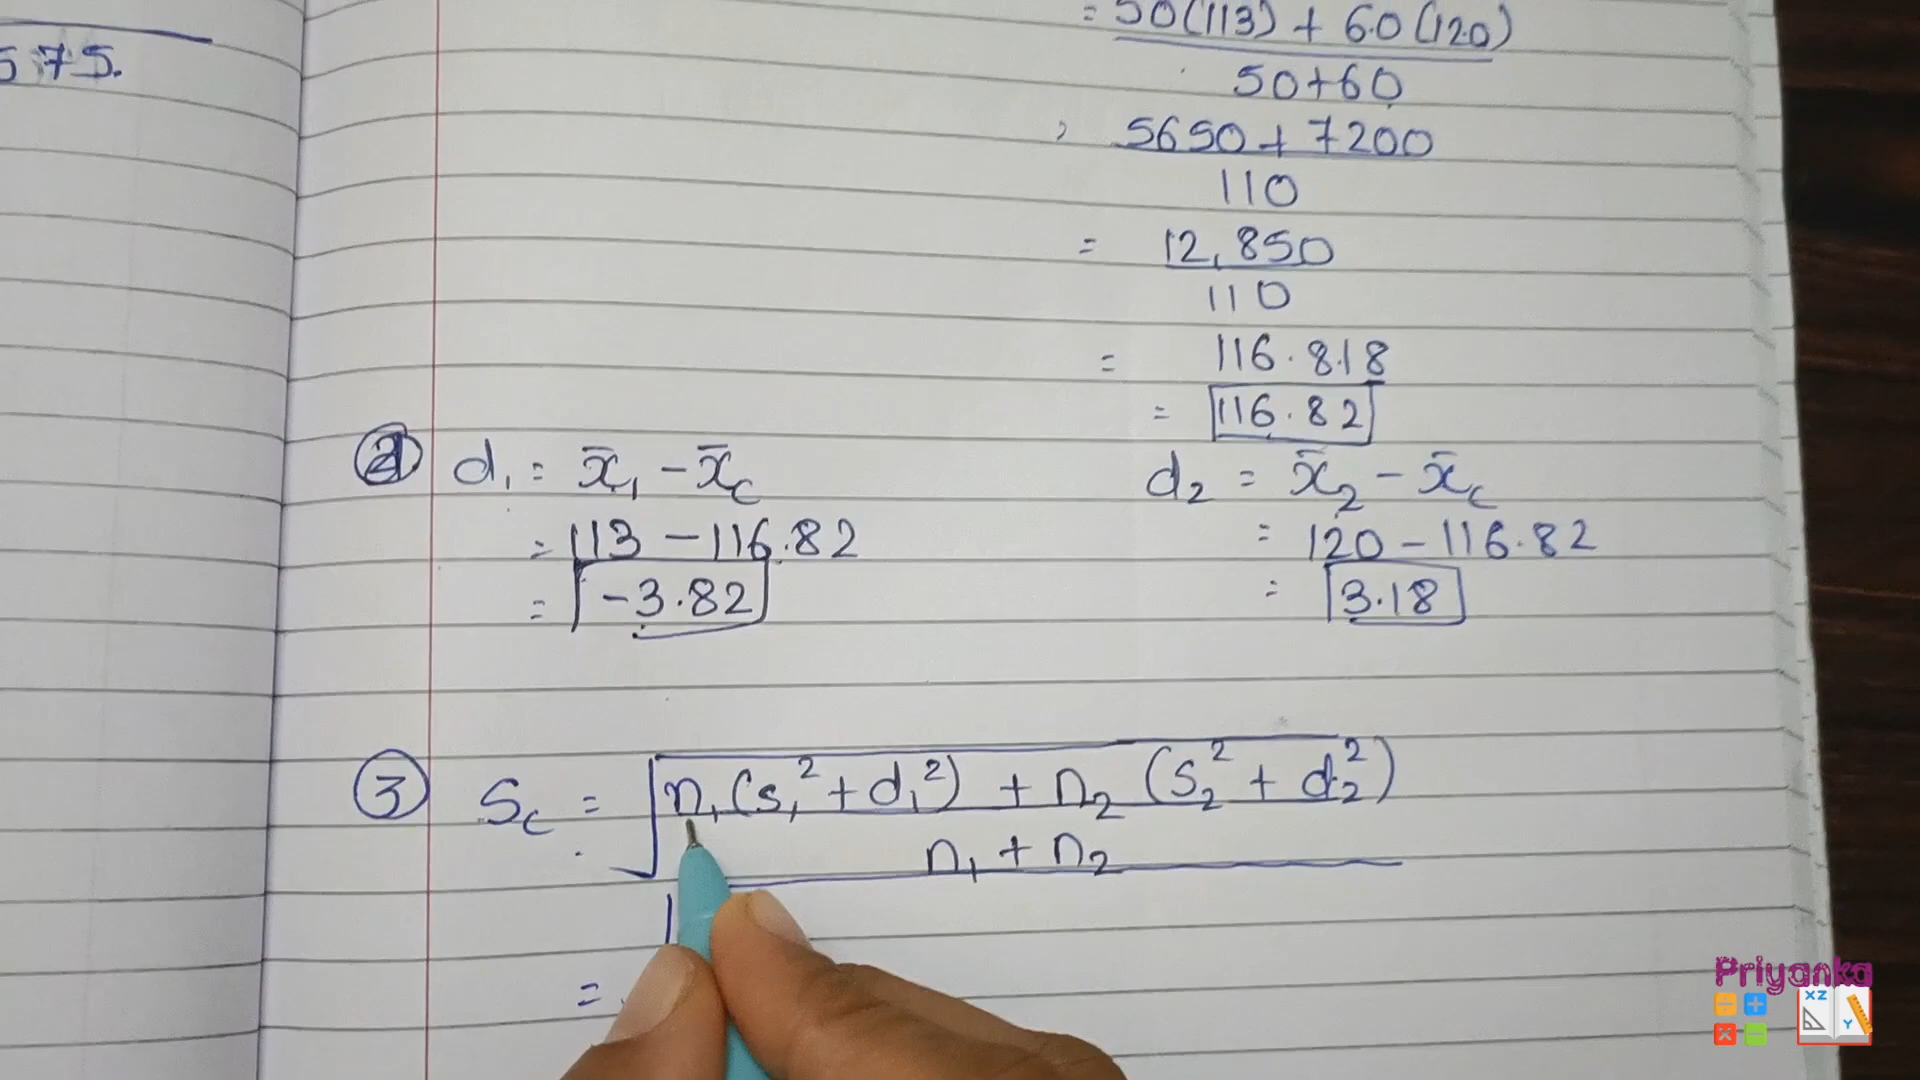 575.
= 50(113) + 60(120)
50+60
, 5650 + 7200
110
= 12,850
110
= 116.818
= 116.82
② d₁ = x̄₁ - x̄c
= 113 - 116.82
= -3.82
d₂ = x̄₂ - x̄c
= 120 - 116.82
= 3.18
③ Sc = √ n₁(s₁² + d₁²) + n₂(s₂² + d₂²)
n₁ + n₂
=
Priyanka
XZ
Y